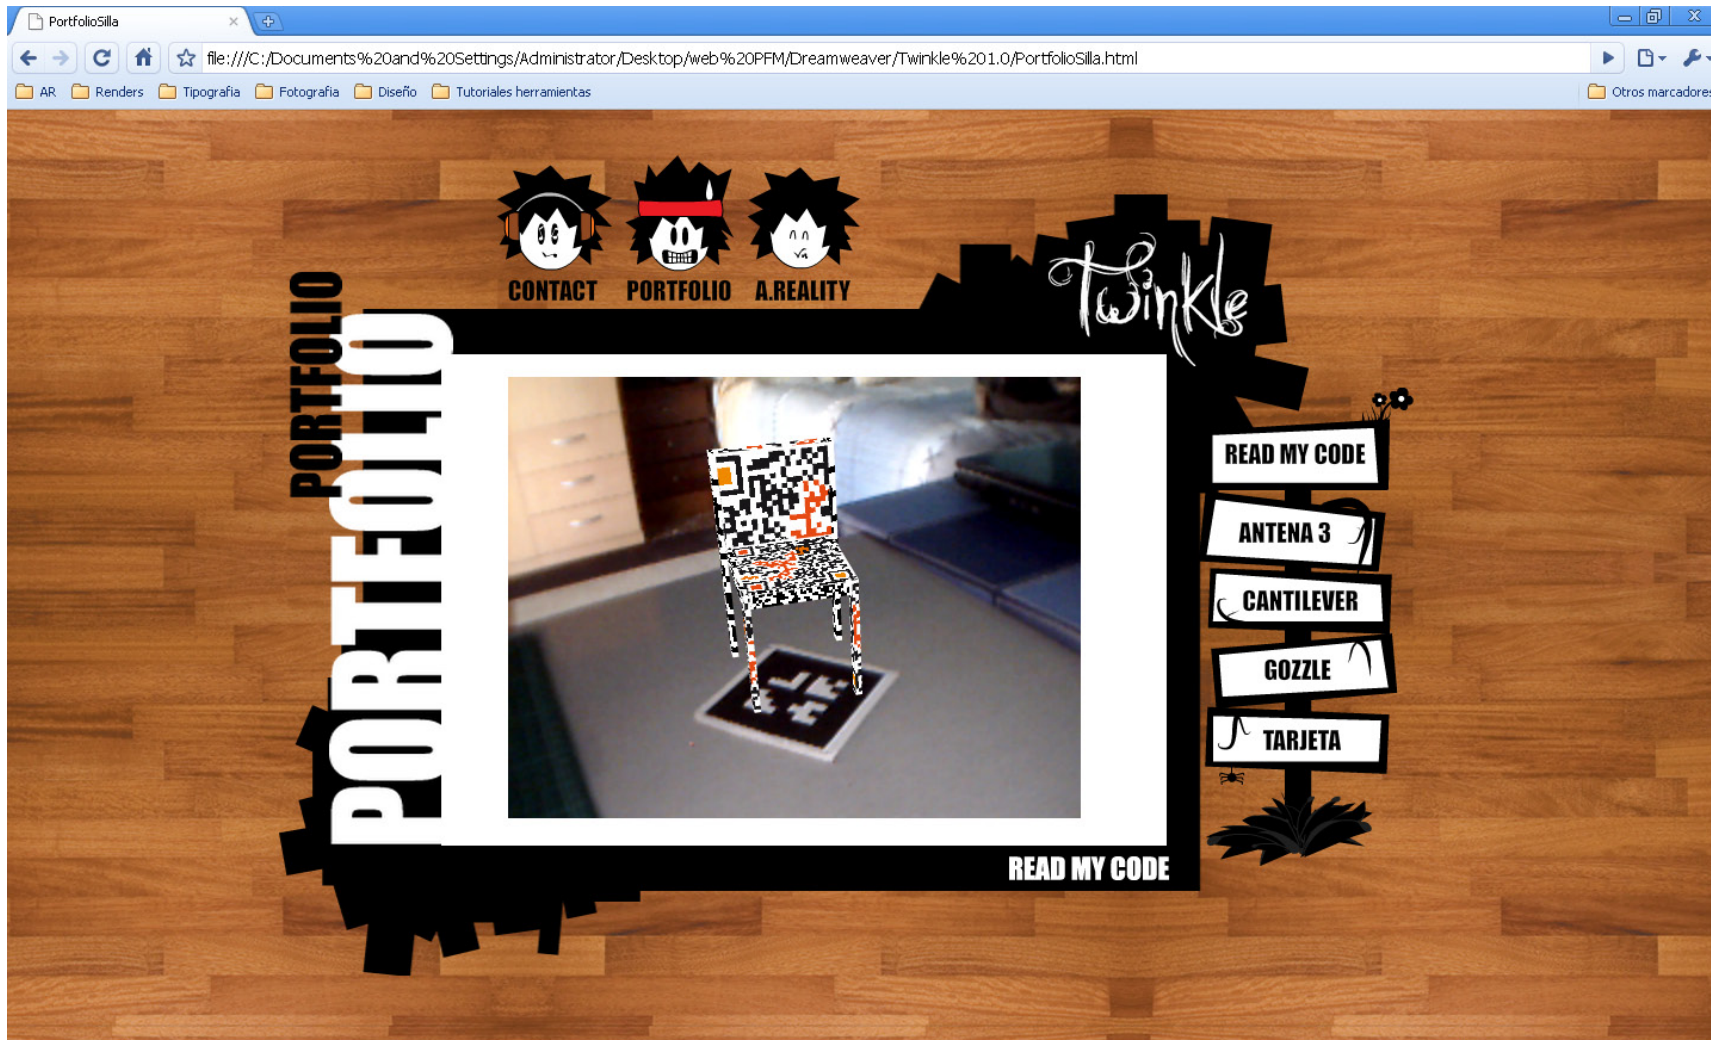 PortfolioSilla
file:///C:/Documents%20and%20Settings/Administrator/Desktop/web%20PFM/Dreamweaver/Twinkle%201.0/PortfolioSilla.html
AR Renders Tipografia Fotografia Diseño Tutoriales herramientas Otros marcadores
CONTACT PORTFOLIO A.REALITY
Twinkle
PORTFOLIO
PORTFOLIO
READ MY CODE
ANTENA 3
CANTILEVER
GOZZLE
TARJETA
READ MY CODE